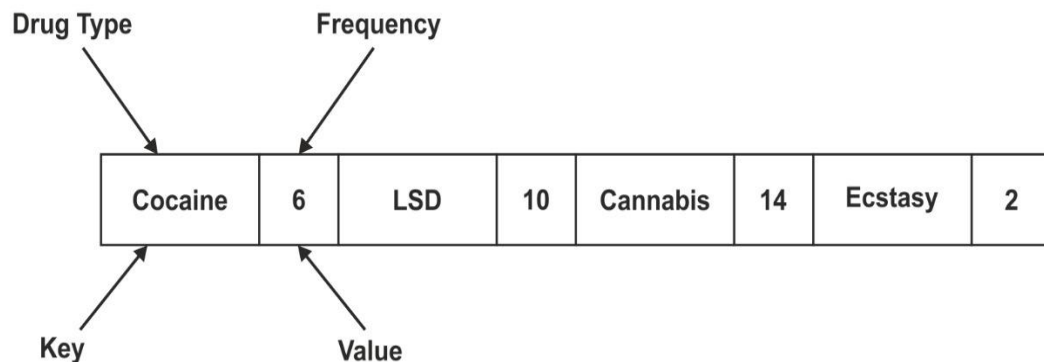 Drug Type Frequency
Cocaine 6 LSD 10 Cannabis 14 Ecstasy 2
Key Value